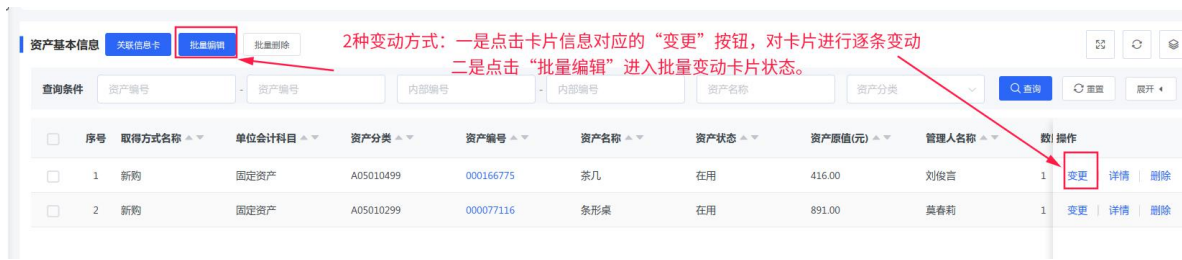 资产基本信息 关联信息卡 批量编辑 批量删除 2种变动方式：一是点击卡片信息对应的“变更”按钮，对卡片进行逐条变动
二是点击“批量编辑”进入批量变动卡片状态。
查询条件 资产编号 - 资产编号 内部编号 - 内部编号 资产名称 资产分类 查询 重置 展开
序号 取得方式名称 单位会计科目 资产分类 资产编号 资产名称 资产状态 资产原值(元) 管理人名称 操作
1 新购 固定资产 A05010499 000166775 茶几 在用 416.00 刘俊言 1 变更 详情 删除
2 新购 固定资产 A05010299 000077116 条形桌 在用 891.00 莫春莉 1 变更 详情 删除